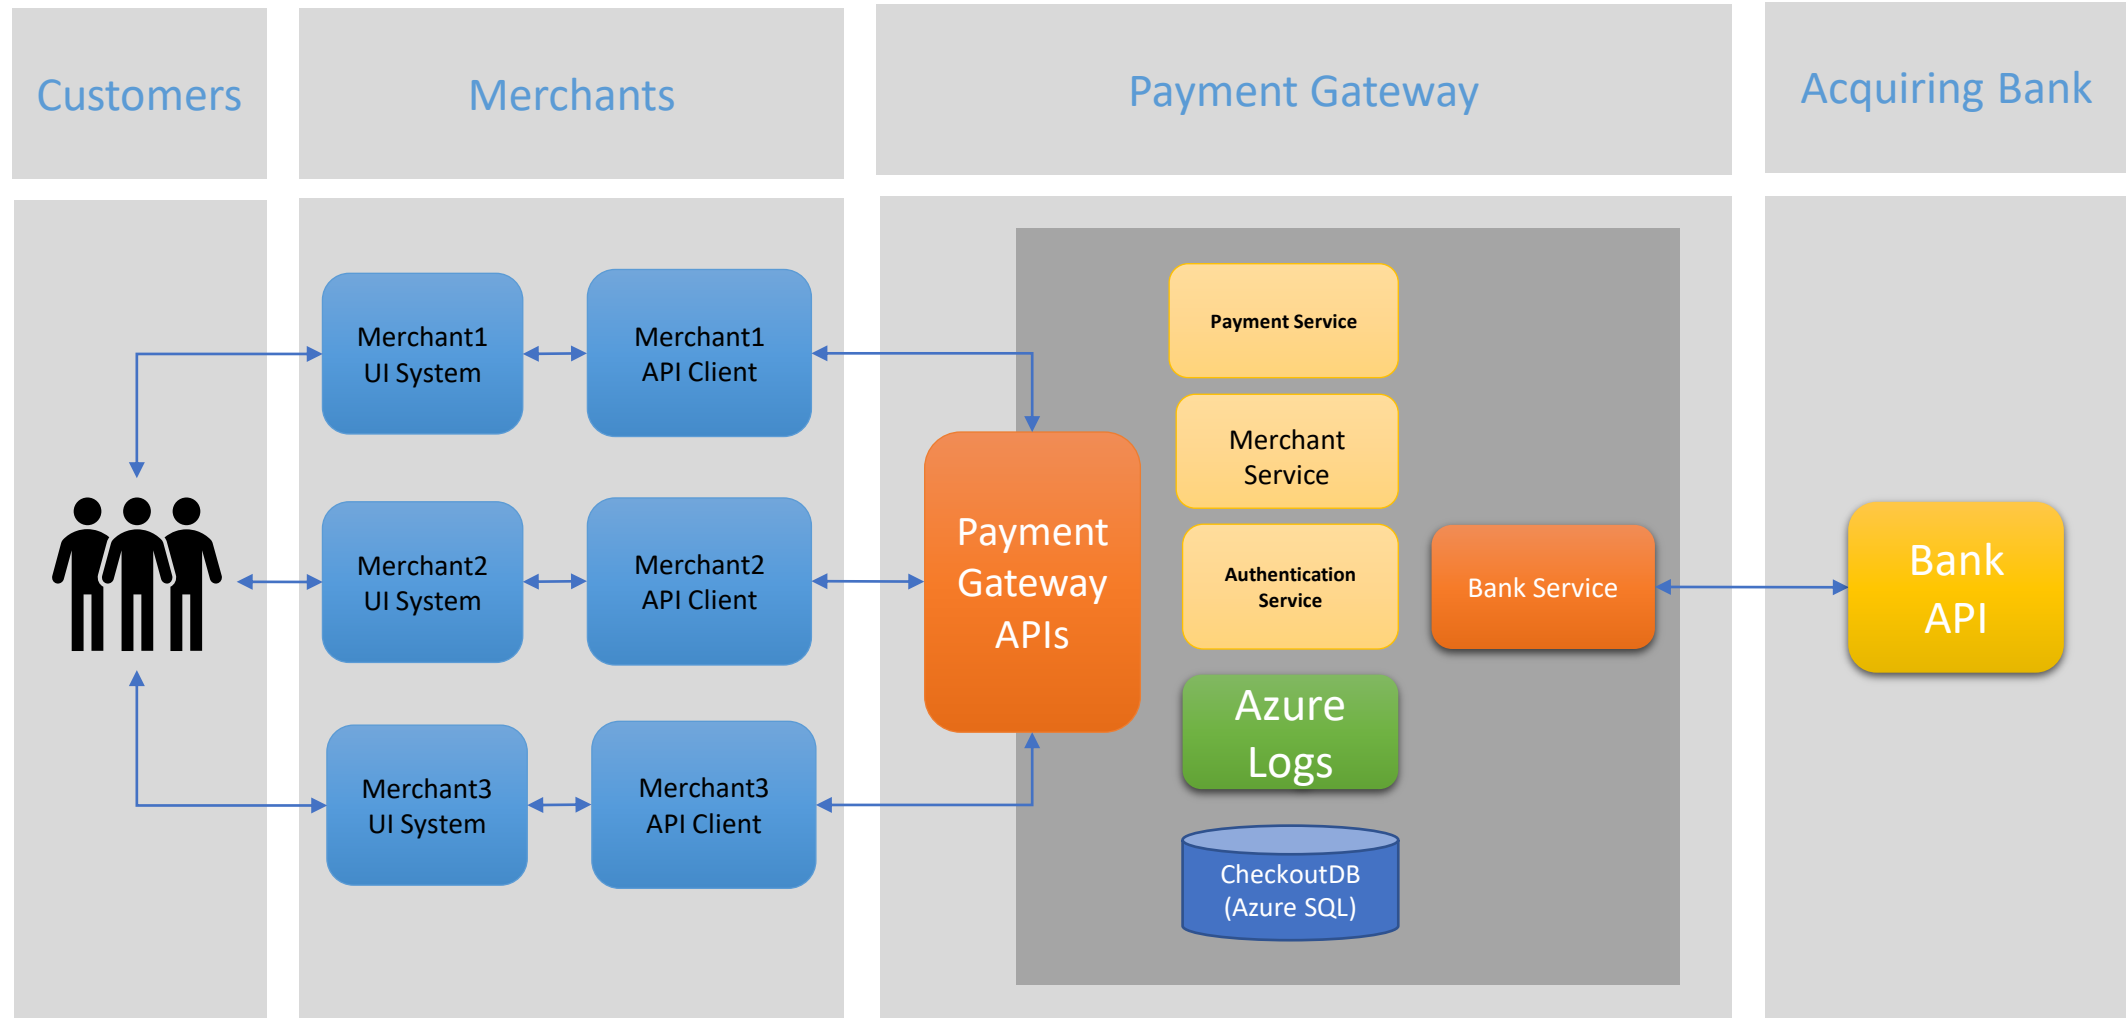 Customers
Merchants
Payment Gateway
Acquiring Bank
Merchant1
UI System
Merchant1
API Client
Merchant2
UI System
Merchant2
API Client
Merchant3
UI System
Merchant3
API Client
Payment
Gateway
APIs
Payment Service
Merchant
Service
Authentication
Service
Azure
Logs
CheckoutDB
(Azure SQL)
Bank Service
Bank
API